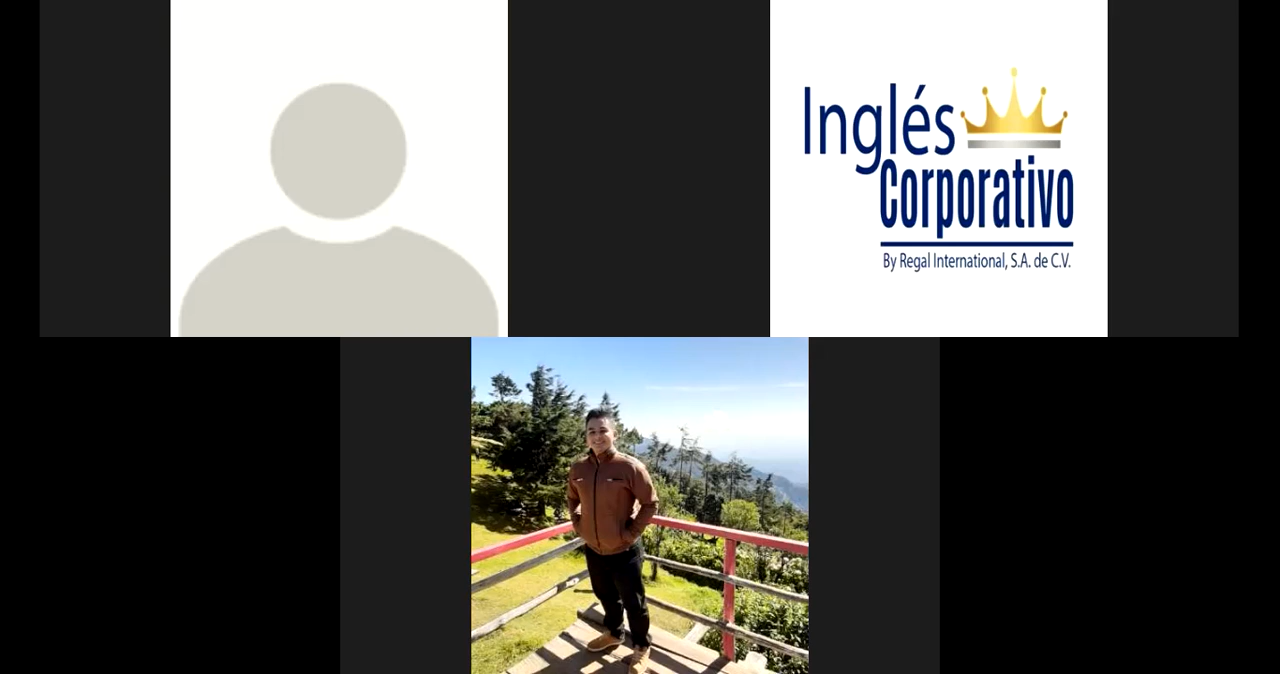 Inglés
Corporativo
By Regal International, S.A. de C.V.